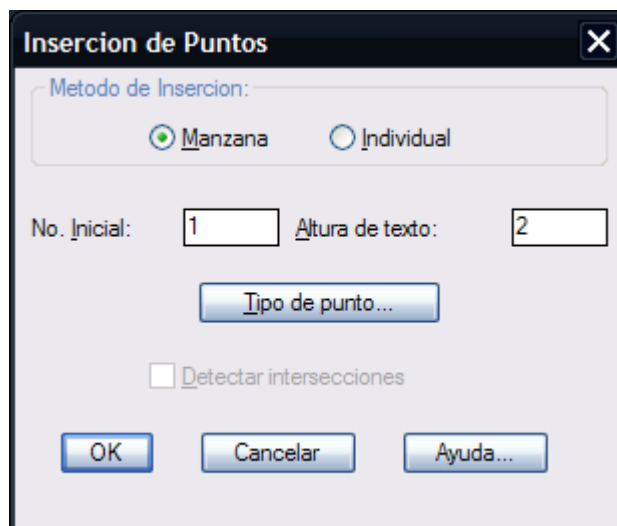 Insercion de Puntos
Metodo de Insercion:
Manzana Individual
No. Inicial: 1 Altura de texto: 2
Tipo de punto...
Detectar intersecciones
OK Cancelar Ayuda...